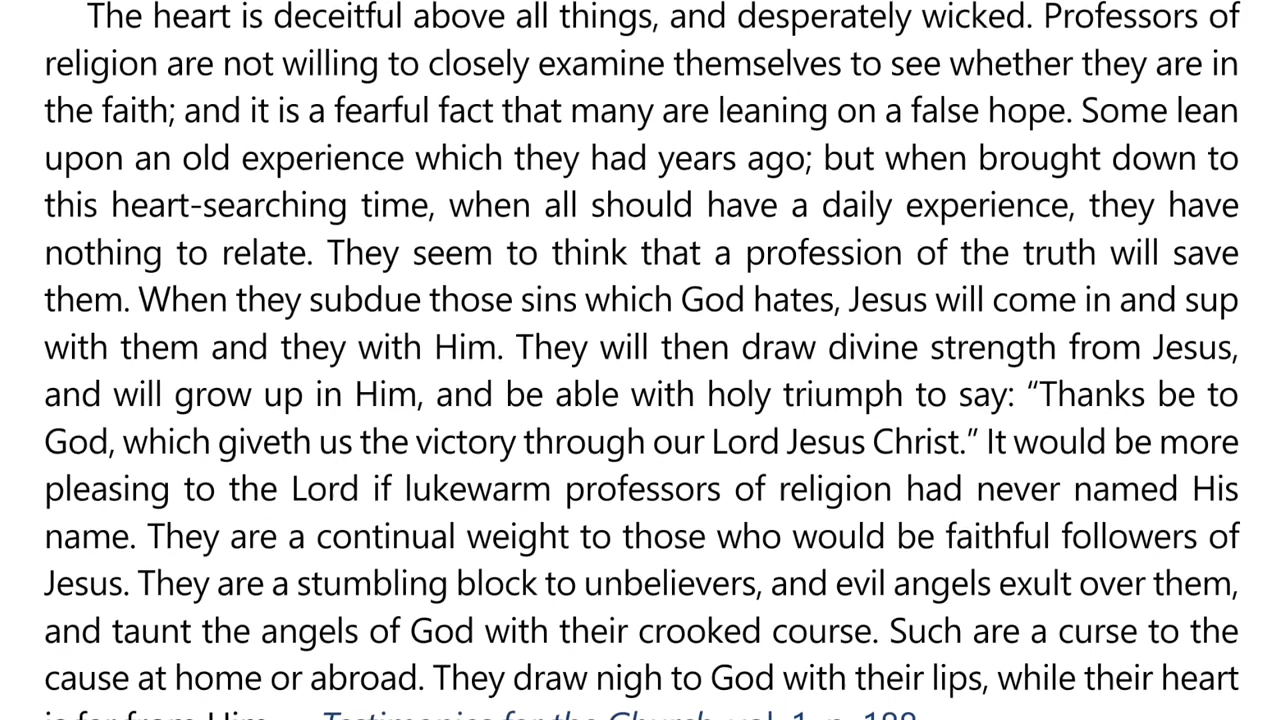 The heart is deceitful above all things, and desperately wicked. Professors of
religion are not willing to closely examine themselves to see whether they are in
the faith; and it is a fearful fact that many are leaning on a false hope. Some lean
upon an old experience which they had years ago; but when brought down to
this heart-searching time, when all should have a daily experience, they have
nothing to relate. They seem to think that a profession of the truth will save
them. When they subdue those sins which God hates, Jesus will come in and sup
with them and they with Him. They will then draw divine strength from Jesus,
and will grow up in Him, and be able with holy triumph to say: “Thanks be to
God, which giveth us the victory through our Lord Jesus Christ.” It would be more
pleasing to the Lord if lukewarm professors of religion had never named His
name. They are a continual weight to those who would be faithful followers of
Jesus. They are a stumbling block to unbelievers, and evil angels exult over them,
and taunt the angels of God with their crooked course. Such are a curse to the
cause at home or abroad. They draw nigh to God with their lips, while their heart
is far from Him. Testimonies for the Church, vol. 1, p. 188